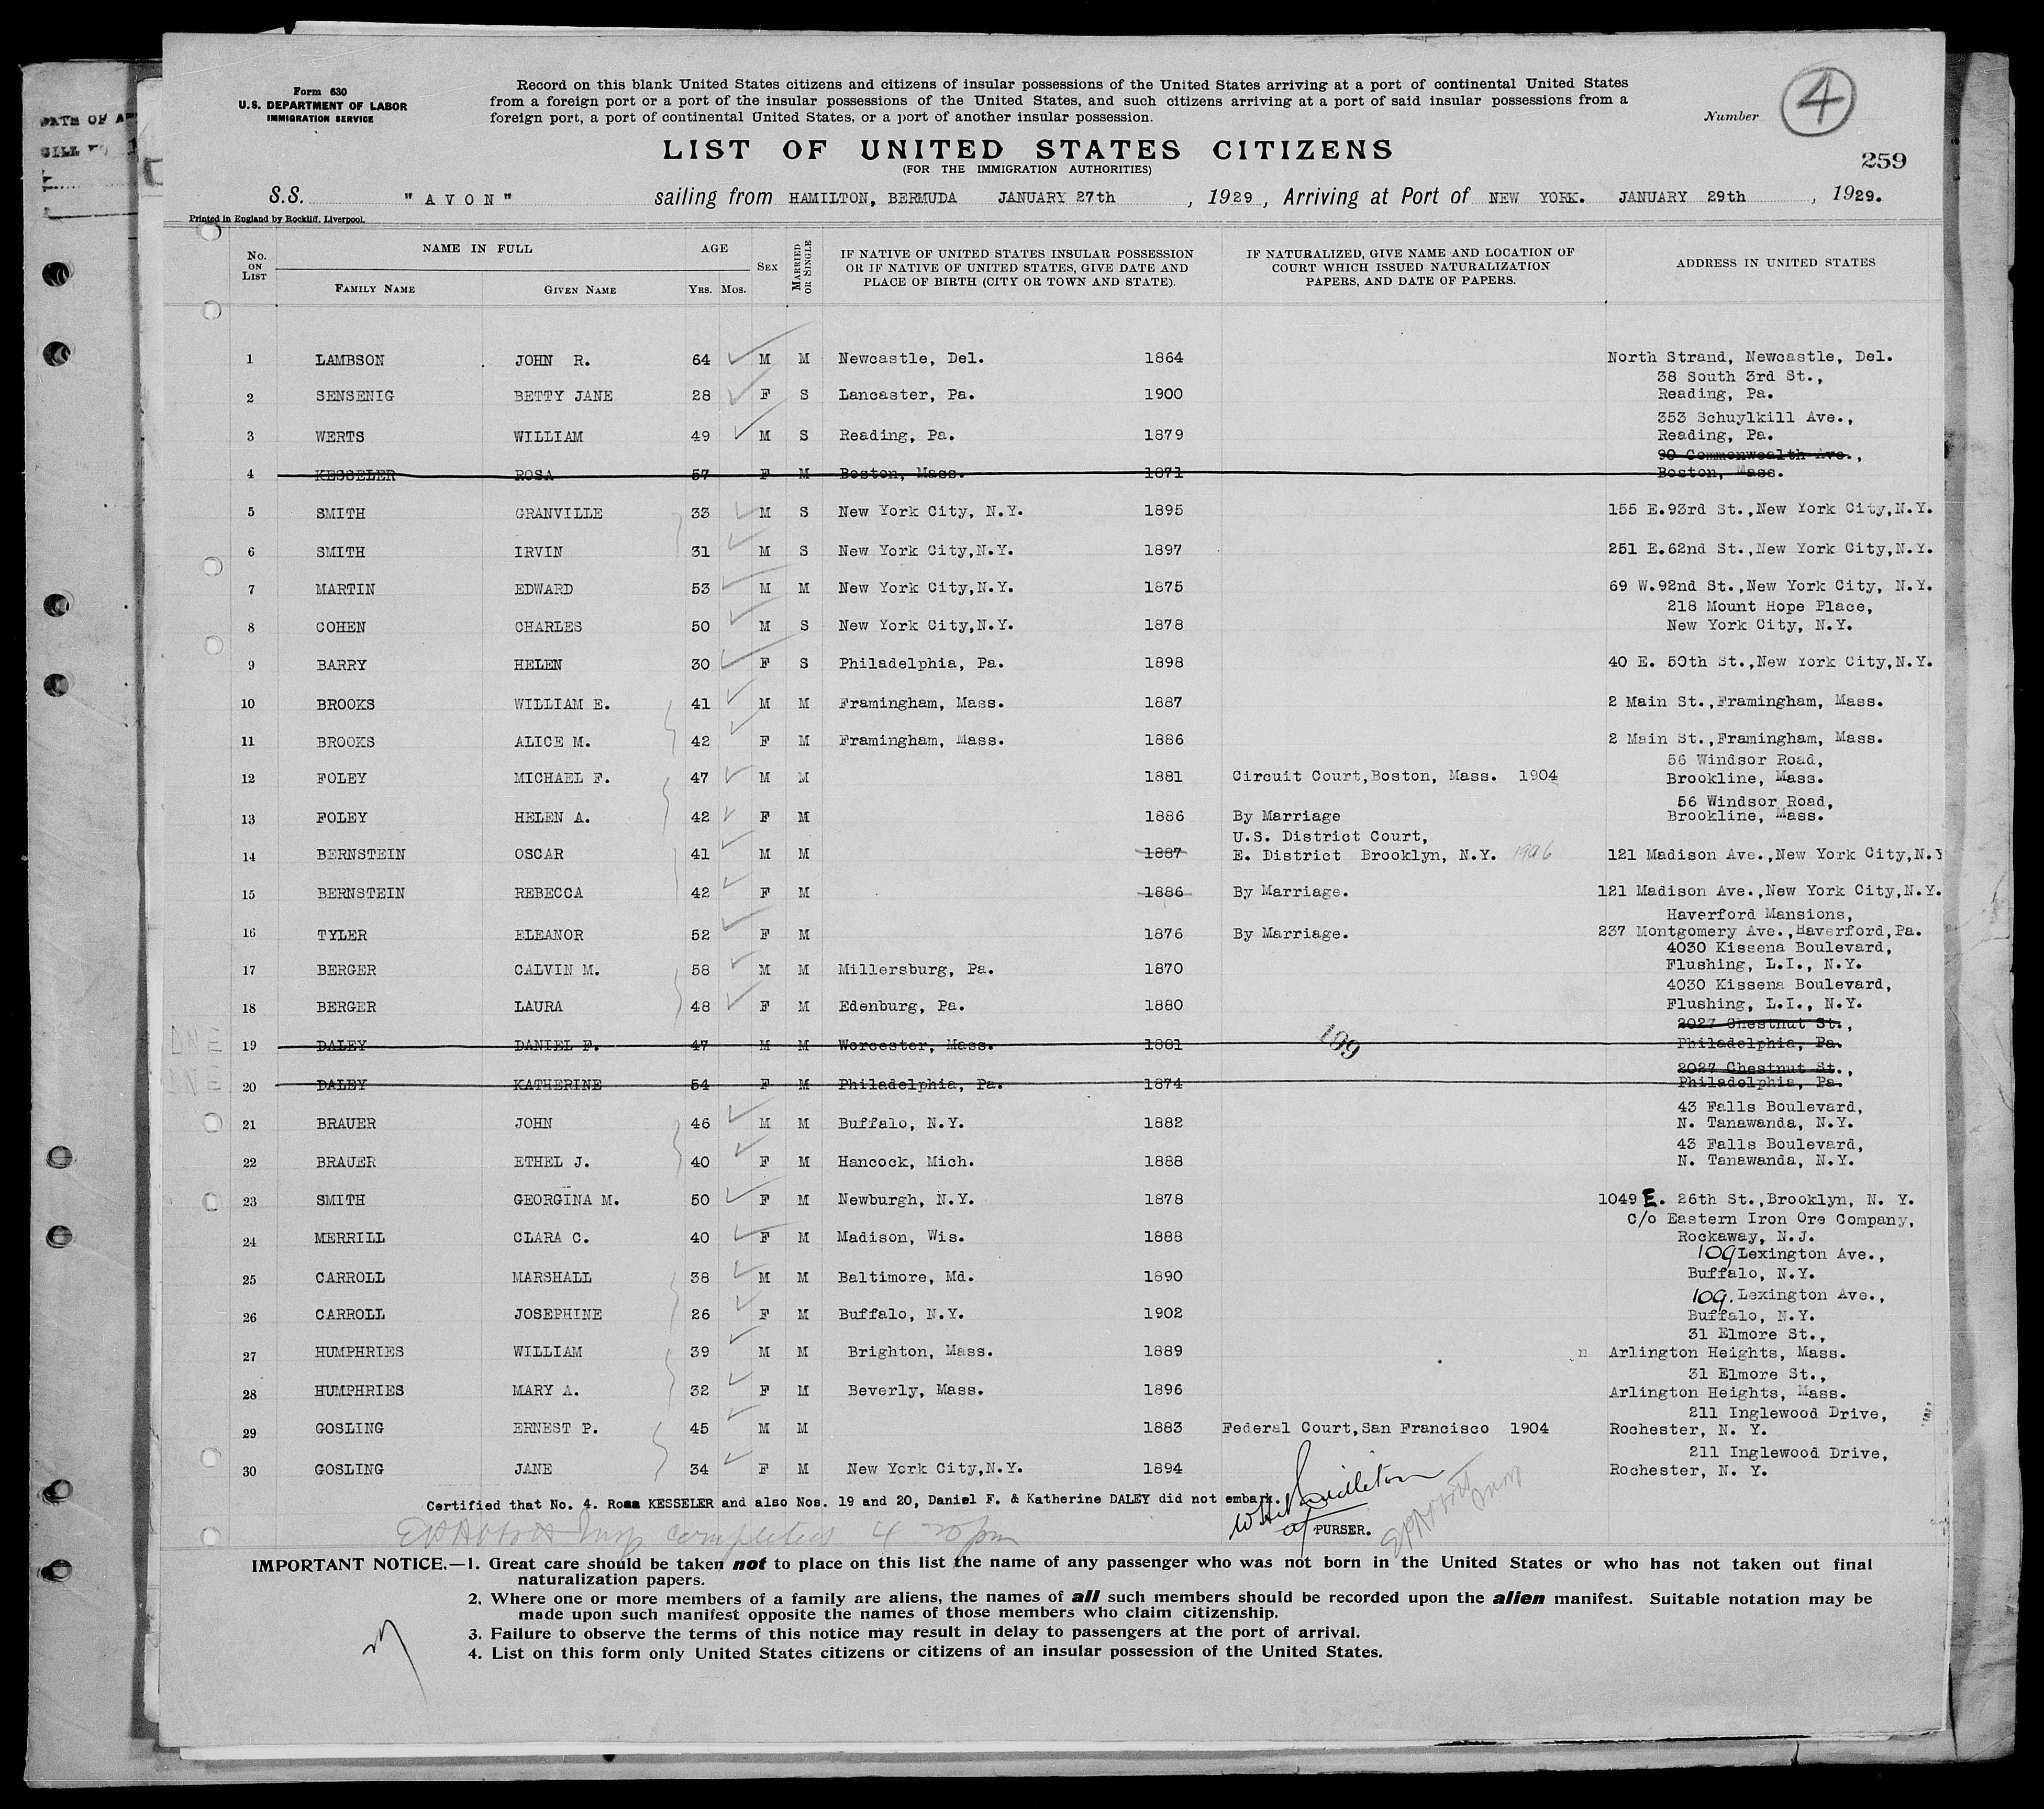 Form 630
U.S. DEPARTMENT OF LABOR
IMMIGRATION SERVICE
Record on this blank United States citizens and citizens of insular possessions of the United States arriving at a port of continental United States
from a foreign port or a port of the insular possessions of the United States, and such citizens arriving at a port of said insular possessions from a
foreign port, a port of continental United States, or a port of another insular possession.
Number 4
LIST OF UNITED STATES CITIZENS
(FOR THE IMMIGRATION AUTHORITIES)
259
S.S. "AVON" sailing from HAMILTON, BERMUDA JANUARY 27th, 1929, Arriving at Port of NEW YORK. JANUARY 29th, 1929.
Printed in England by Rockliff, Liverpool.
No. ON LIST
NAME IN FULL
FAMILY NAME
GIVEN NAME
AGE
YRS. MOS.
SEX
MARRIED OR SINGLE
IF NATIVE OF UNITED STATES INSULAR POSSESSION
OR IF NATIVE OF UNITED STATES, GIVE DATE AND
PLACE OF BIRTH (CITY OR TOWN AND STATE).
IF NATURALIZED, GIVE NAME AND LOCATION OF
COURT WHICH ISSUED NATURALIZATION
PAPERS, AND DATE OF PAPERS.
ADDRESS IN UNITED STATES
1 LAMBSON JOHN R. 64 M M Newcastle, Del. 1864 North Strand, Newcastle, Del.
2 SENSENIG BETTY JANE 28 F S Lancaster, Pa. 1900 38 South 3rd St., Reading, Pa.
3 WERTS WILLIAM 49 M S Reading, Pa. 1879 353 Schuylkill Ave., Reading, Pa.
4 KESSELER ROSA 57 F M Boston, Mass. 1871 90 Commonwealth Ave., Boston, Mass.
5 SMITH GRANVILLE 33 M S New York City, N.Y. 1895 155 E.93rd St.,New York City,N.Y.
6 SMITH IRVIN 31 M S New York City,N.Y. 1897 251 E.62nd St.,New York City,N.Y.
7 MARTIN EDWARD 53 M M New York City,N.Y. 1875 69 W.92nd St.,New York City, N.Y.
8 COHEN CHARLES 50 M S New York City,N.Y. 1878 218 Mount Hope Place, New York City, N.Y.
9 BARRY HELEN 30 F S Philadelphia, Pa. 1898 40 E. 50th St.,New York City,N.Y.
10 BROOKS WILLIAM E. 41 M M Framingham, Mass. 1887 2 Main St.,Framingham, Mass.
11 BROOKS ALICE M. 42 F M Framingham, Mass. 1886 2 Main St.,Framingham, Mass.
12 FOLEY MICHAEL F. 47 M M 1881 Circuit Court,Boston, Mass. 1904 56 Windsor Road, Brookline, Mass.
13 FOLEY HELEN A. 42 F M 1886 By Marriage 56 Windsor Road, Brookline, Mass.
14 BERNSTEIN OSCAR 41 M M 1887 U.S. District Court, E. District Brooklyn, N.Y. 121 Madison Ave.,New York City,N.Y
15 BERNSTEIN REBECCA 42 F M 1886 By Marriage. 121 Madison Ave.,New York City,N.Y.
16 TYLER ELEANOR 52 F M 1876 By Marriage. Haverford Mansions, 237 Montgomery Ave.,Haverford,Pa.
17 BERGER CALVIN M. 58 M M Millersburg, Pa. 1870 4030 Kissena Boulevard, Flushing, L.I., N.Y.
18 BERGER LAURA 48 F M Edenburg, Pa. 1880 4030 Kissena Boulevard, Flushing, L.I., N.Y.
DNE 19 DALEY DANIEL F. 47 M M Worcester, Mass. 1881 199 2027 Chestnut St., Philadelphia, Pa.
DNE 20 DALEY KATHERINE 54 F M Philadelphia, Pa. 1874 2027 Chestnut St., Philadelphia, Pa.
21 BRAUER JOHN 46 M M Buffalo, N.Y. 1882 43 Falls Boulevard, N. Tanawanda, N.Y.
22 BRAUER ETHEL J. 40 F M Hancock, Mich. 1888 43 Falls Boulevard, N. Tanawanda, N.Y.
23 SMITH GEORGINA M. 50 F M Newburgh, N.Y. 1878 1049 E. 26th St.,Brooklyn, N. Y.
24 MERRILL CLARA C. 40 F M Madison, Wis. 1888 C/o Eastern Iron Ore Company, Rockaway, N.J.
25 CARROLL MARSHALL 38 M M Baltimore, Md. 1890 109 Lexington Ave., Buffalo, N.Y.
26 CARROLL JOSEPHINE 26 F M Buffalo, N.Y. 1902 109. Lexington Ave., Buffalo, N.Y.
27 HUMPHRIES WILLIAM 39 M M Brighton, Mass. 1889 31 Elmore St., Arlington Heights, Mass.
28 HUMPHRIES MARY A. 32 F M Beverly, Mass. 1896 31 Elmore St., Arlington Heights, Mass.
29 GOSLING ERNEST P. 45 M M 1883 Federal Court,San Francisco 1904 211 Inglewood Drive, Rochester, N. Y.
30 GOSLING JANE 34 F M New York City,N.Y. 1894 211 Inglewood Drive, Rochester, N. Y.
Certified that No. 4. Rosa KESSELER and also Nos. 19 and 20, Daniel F. & Katherine DALEY did not embark.
PURSER.
completed 4 20 pm
IMPORTANT NOTICE.—1. Great care should be taken not to place on this list the name of any passenger who was not born in the United States or who has not taken out final
naturalization papers.
2. Where one or more members of a family are aliens, the names of all such members should be recorded upon the alien manifest. Suitable notation may be
made upon such manifest opposite the names of those members who claim citizenship.
3. Failure to observe the terms of this notice may result in delay to passengers at the port of arrival.
4. List on this form only United States citizens or citizens of an insular possession of the United States.